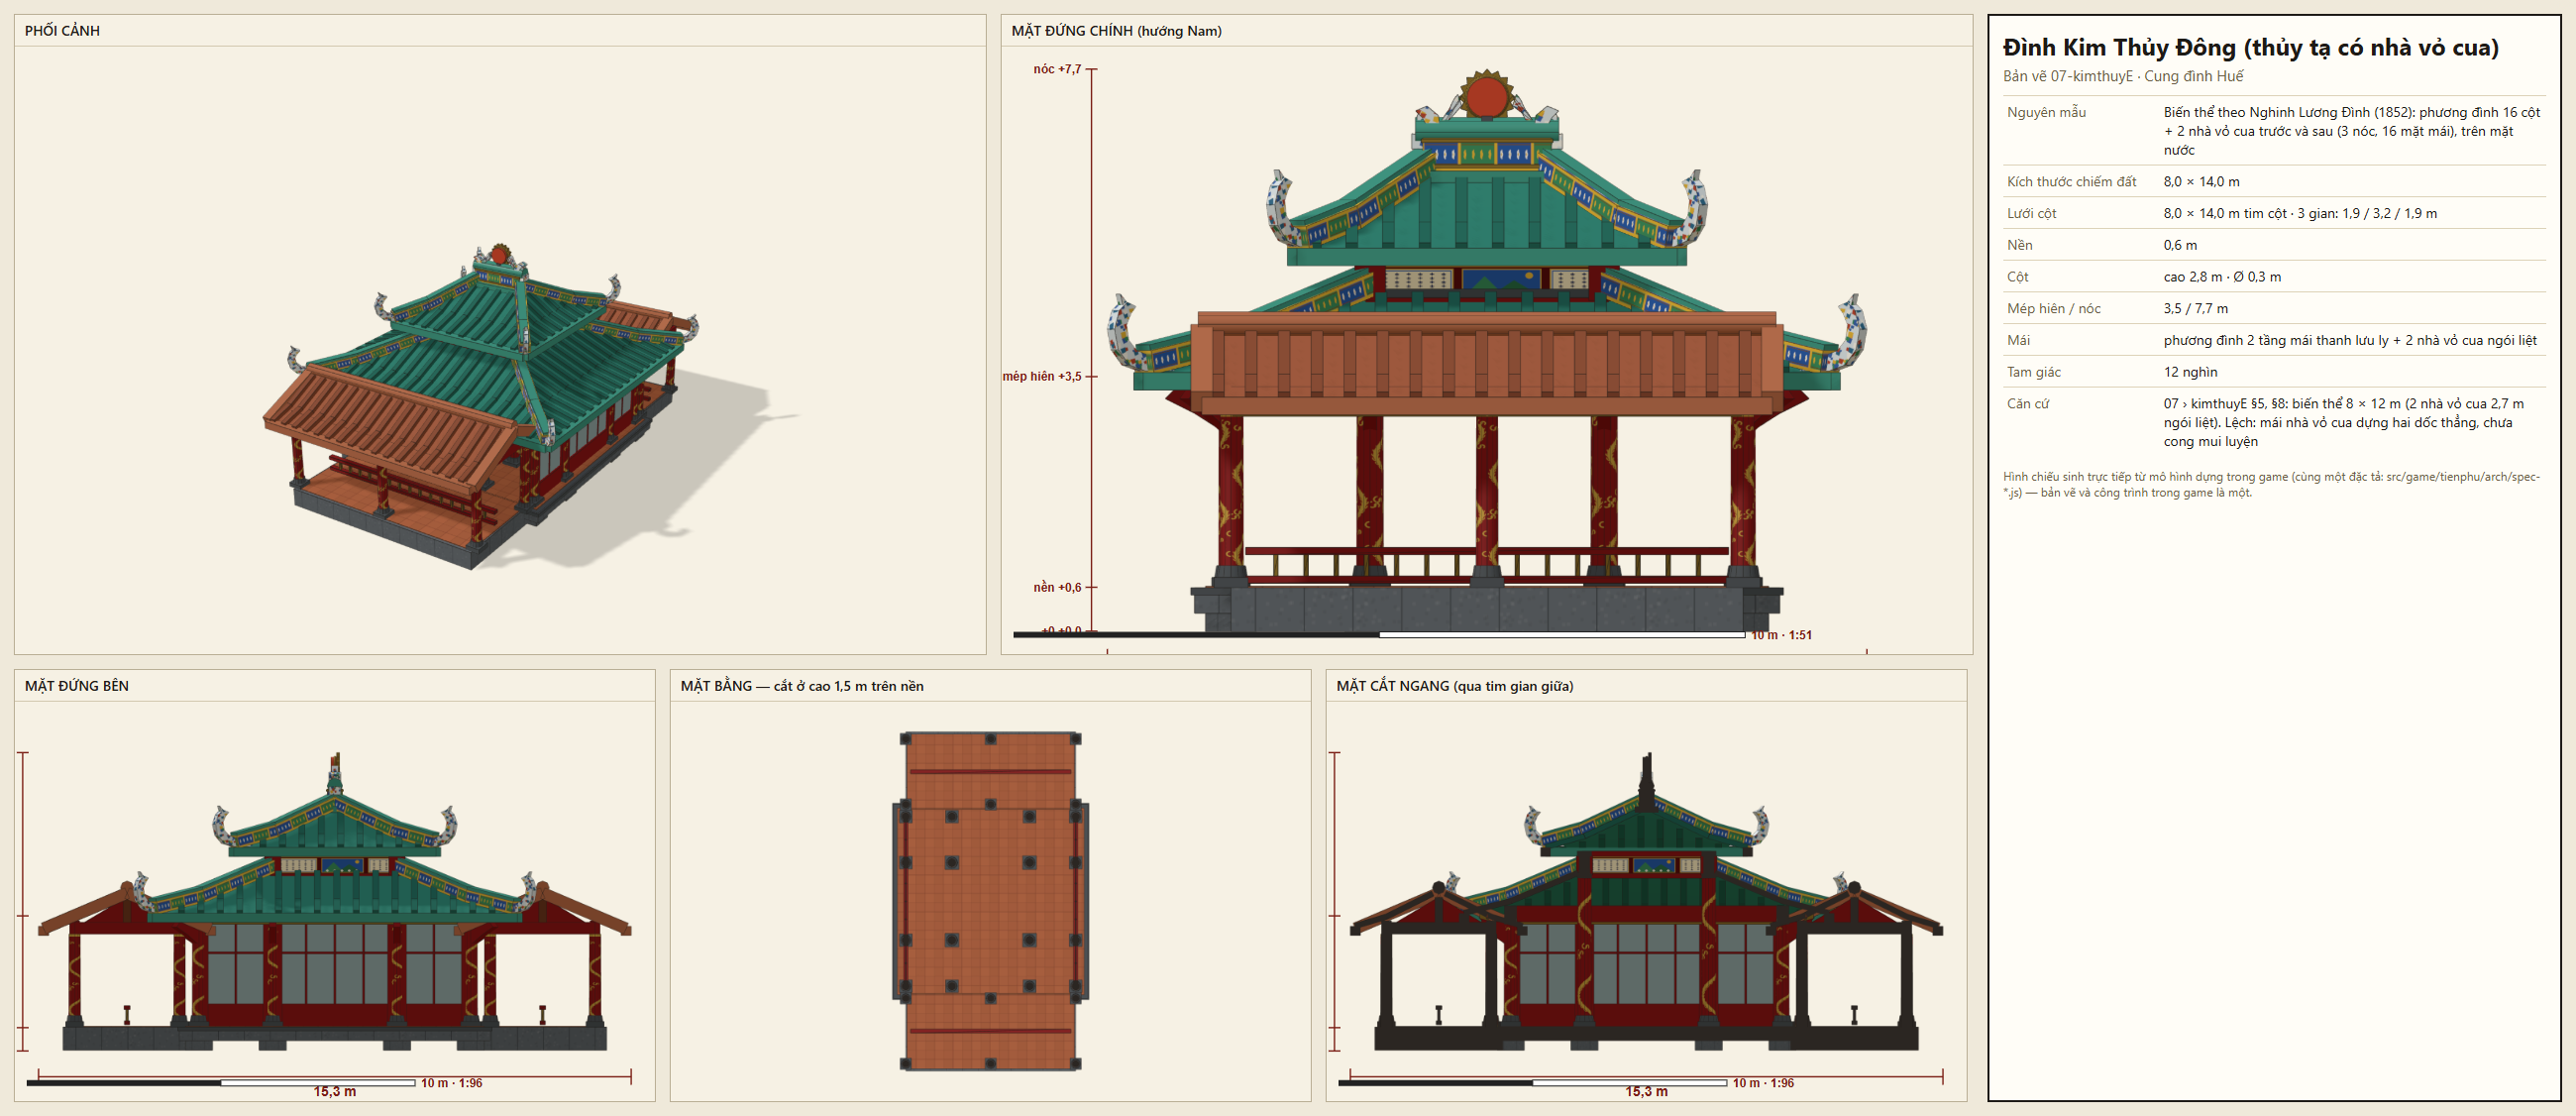 PHỐI CẢNH
MẶT ĐỨNG CHÍNH (hướng Nam)
nóc +7,7
mép hiên +3,5
nền +0,6
±0 ±0,0
10 m · 1:51
MẶT ĐỨNG BÊN
10 m · 1:96
15,3 m
MẶT BẰNG — cắt ở cao 1,5 m trên nền
MẶT CẮT NGANG (qua tim gian giữa)
10 m · 1:96
15,3 m
Đình Kim Thủy Đông (thủy tạ có nhà vỏ cua)
Bản vẽ 07-kimthuyE · Cung đình Huế
Nguyên mẫu
Biến thể theo Nghinh Lương Đình (1852): phương đình 16 cột
+ 2 nhà vỏ cua trước và sau (3 nóc, 16 mặt mái), trên mặt
nước
Kích thước chiếm đất
8,0 × 14,0 m
Lưới cột
8,0 × 14,0 m tim cột · 3 gian: 1,9 / 3,2 / 1,9 m
Nền
0,6 m
Cột
cao 2,8 m · Ø 0,3 m
Mép hiên / nóc
3,5 / 7,7 m
Mái
phương đình 2 tầng mái thanh lưu ly + 2 nhà vỏ cua ngói liệt
Tam giác
12 nghìn
Căn cứ
07 › kimthuyE §5, §8: biến thể 8 × 12 m (2 nhà vỏ cua 2,7 m
ngói liệt). Lệch: mái nhà vỏ cua dựng hai dốc thẳng, chưa
cong mui luyện
Hình chiếu sinh trực tiếp từ mô hình dựng trong game (cùng một đặc tả: src/game/tienphu/arch/spec-
*.js) — bản vẽ và công trình trong game là một.